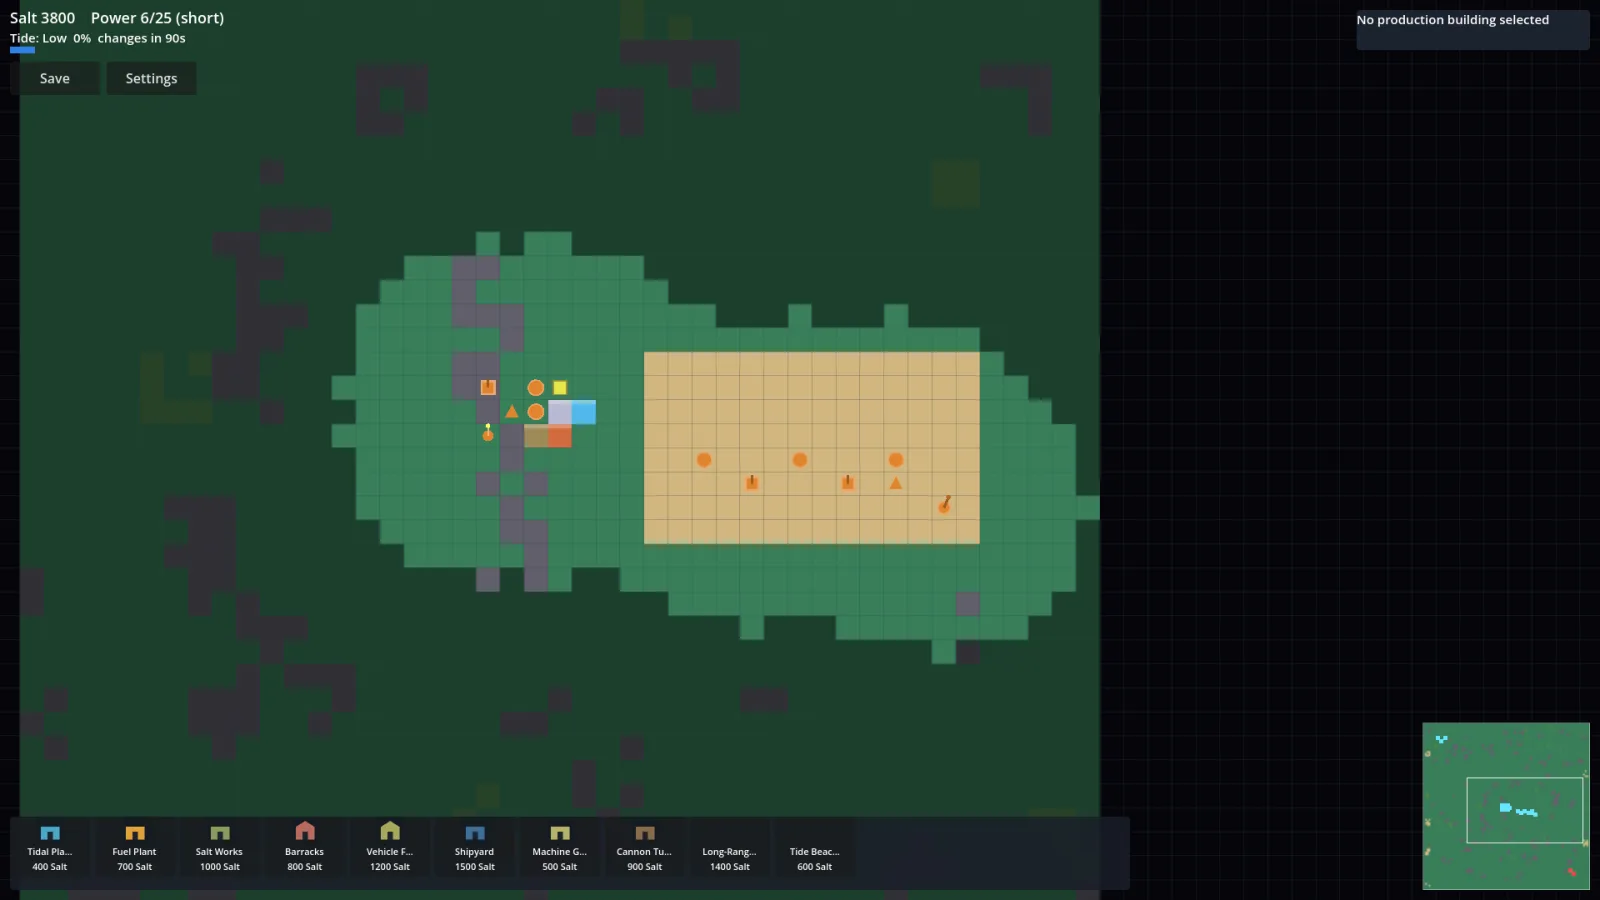 Salt 3800 Power 6/25 (short)
Tide: Low 0% changes in 90s
Save Settings
No production building selected
Tidal Pla... Fuel Plant Salt Works Barracks Vehicle F... Shipyard Machine G... Cannon Tu... Long-Rang... Tide Beac...
400 Salt 700 Salt 1000 Salt 800 Salt 1200 Salt 1500 Salt 500 Salt 900 Salt 1400 Salt 600 Salt